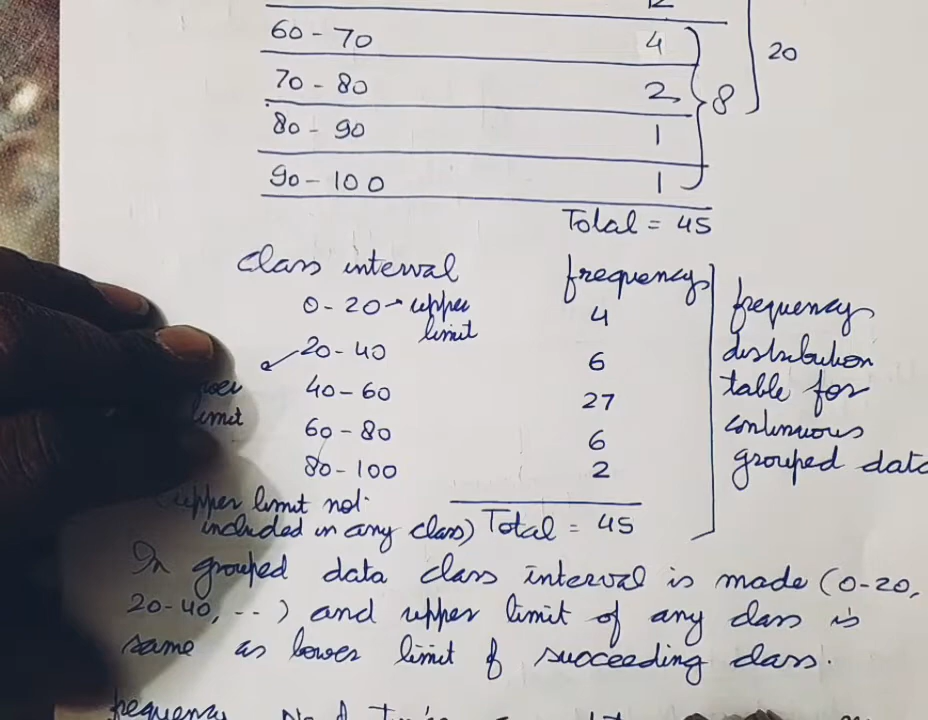 12
60-70 4
20
70-80 2
8
80-90 1
90-100 1
Total = 45
class interval frequency
0-20 upper limit 4
20-40 6
limit
40-60 27
60-80 6
80-100 2
frequency
distribution
table for
continuous
grouped data
(upper limit not
included in any class) Total = 45
In grouped data class interval is made (0-20,
20-40, --) and upper limit of any class is
same as lower limit of succeeding class.
frequency